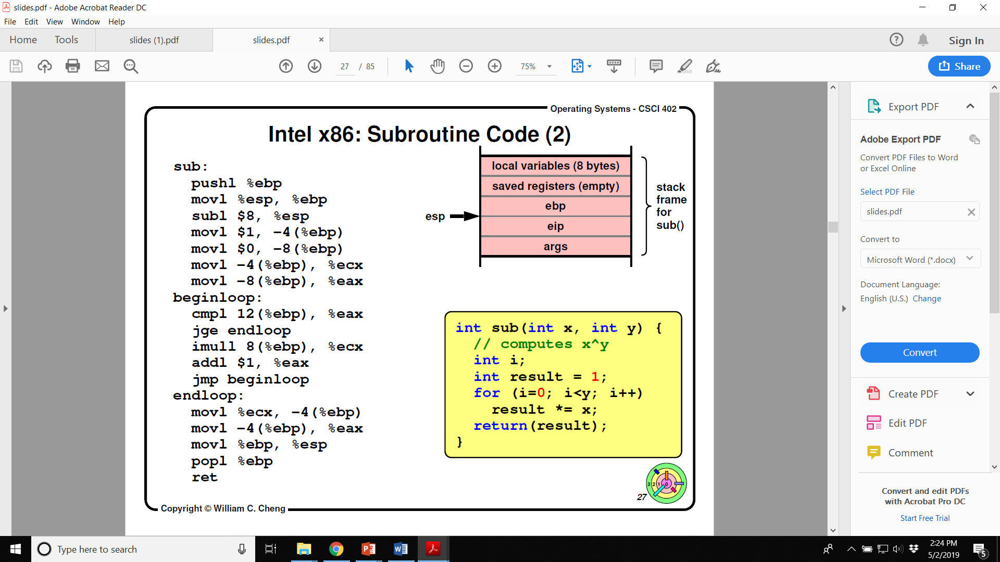 slides.pdf - Adobe Acrobat Reader DC
File Edit View Window Help
Home Tools slides (1).pdf slides.pdf × ? Sign In
27 / 85 75% Share
Operating Systems - CSCI 402
Intel x86: Subroutine Code (2)
sub:
pushl %ebp
movl %esp, %ebp
subl $8, %esp
movl $1, -4(%ebp)
movl $0, -8(%ebp)
movl -4(%ebp), %ecx
movl -8(%ebp), %eax
beginloop:
cmpl 12(%ebp), %eax
jge endloop
imull 8(%ebp), %ecx
addl $1, %eax
jmp beginloop
endloop:
movl %ecx, -4(%ebp)
movl -4(%ebp), %eax
movl %ebp, %esp
popl %ebp
ret
local variables (8 bytes)
saved registers (empty)
ebp
eip
args
esp
stack
frame
for
sub()
int sub(int x, int y) {
// computes x^y
int i;
int result = 1;
for (i=0; i<y; i++)
result *= x;
return(result);
}
3 2 1 0
27
Copyright © William C. Cheng
Export PDF
Adobe Export PDF
Convert PDF Files to Word
or Excel Online
Select PDF File
slides.pdf
Convert to
Microsoft Word (*.docx)
Document Language:
English (U.S.) Change
Convert
Create PDF
Edit PDF
Comment
Convert and edit PDFs
with Acrobat Pro DC
Start Free Trial
Type here to search
2:24 PM
5/2/2019
5